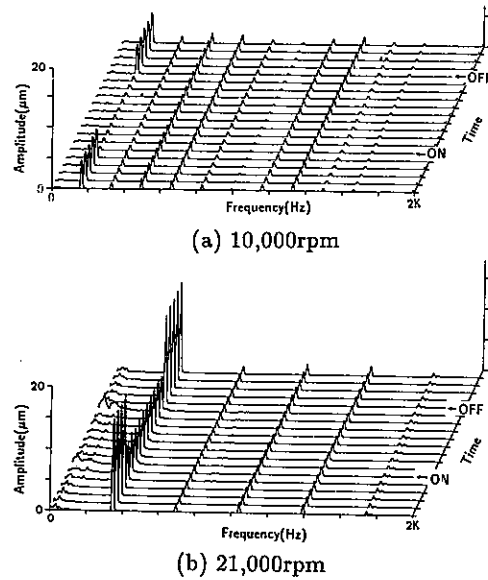 20
Amplitude(μm)
0
←OFF
←ON
Time
0
2K
Frequency(Hz)
(a) 10,000rpm
20
Amplitude(μm)
0
←OFF
←ON
Time
0
2K
Frequency(Hz)
(b) 21,000rpm